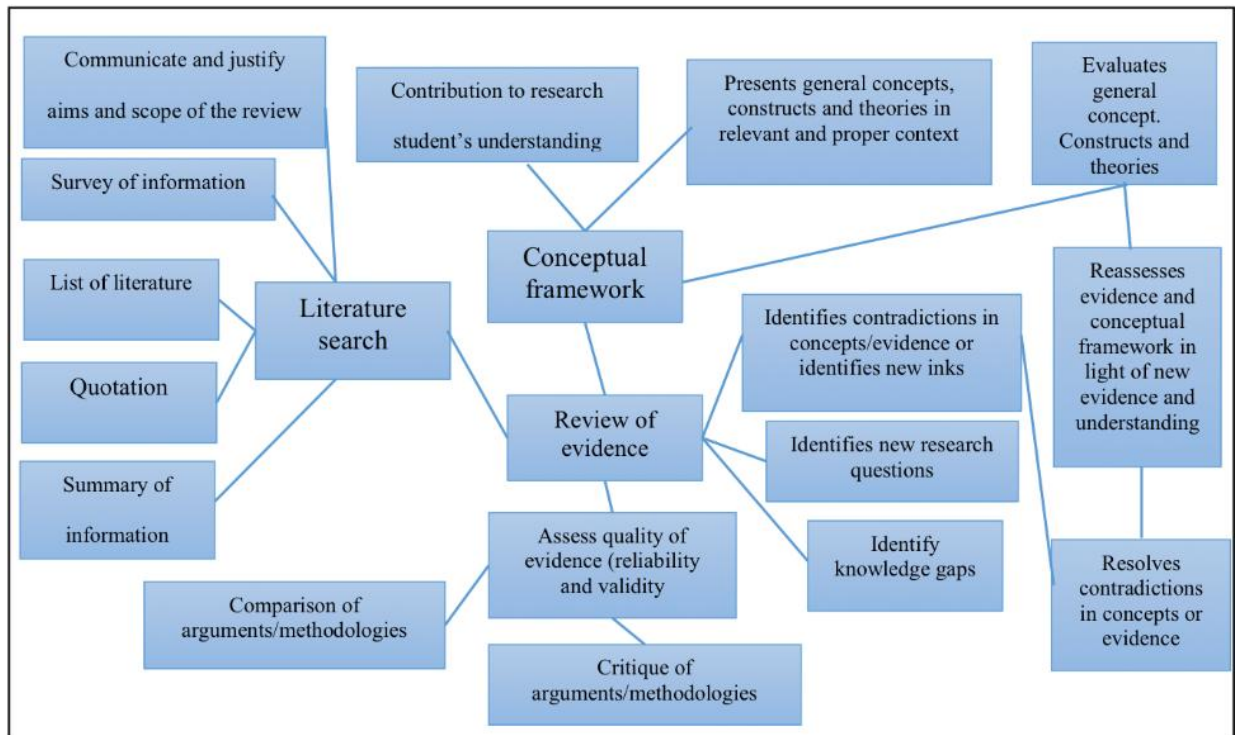 Communicate and justify
aims and scope of the review
Survey of information
List of literature
Quotation
Summary of
information
Literature
search
Contribution to research
student's understanding
Presents general concepts,
constructs and theories in
relevant and proper context
Evaluates
general
concept.
Constructs and
theories
Conceptual
framework
Review of
evidence
Assess quality of
evidence (reliability
and validity
Comparison of
arguments/methodologies
Critique of
arguments/methodologies
Identifies contradictions in
concepts/evidence or
identifies new inks
Identifies new research
questions
Identify
knowledge gaps
Reassesses
evidence and
conceptual
framework in
light of new
evidence and
understanding
Resolves
contradictions
in concepts or
evidence